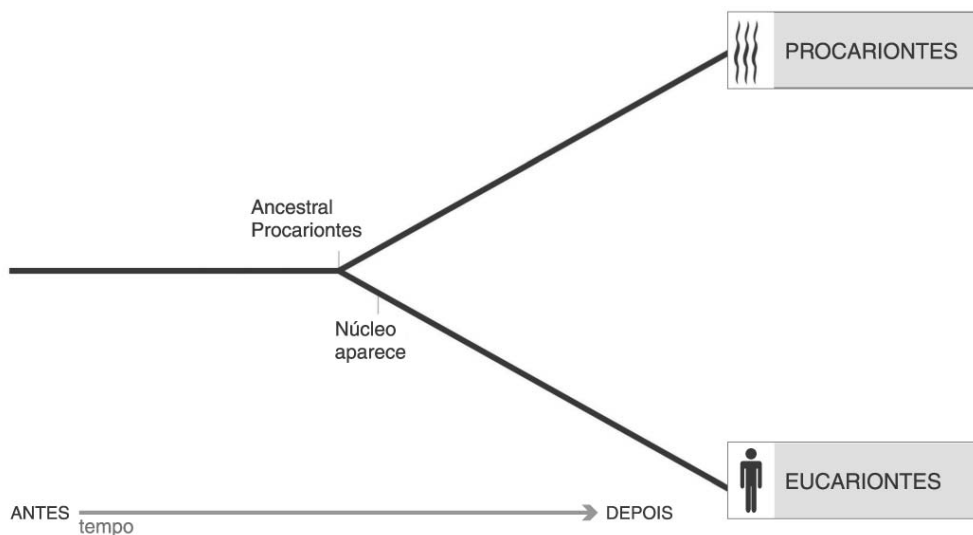 PROCARIONTES
Ancestral
Procariontes
Núcleo
aparece
EUCARIONTES
ANTES
DEPOIS
tempo